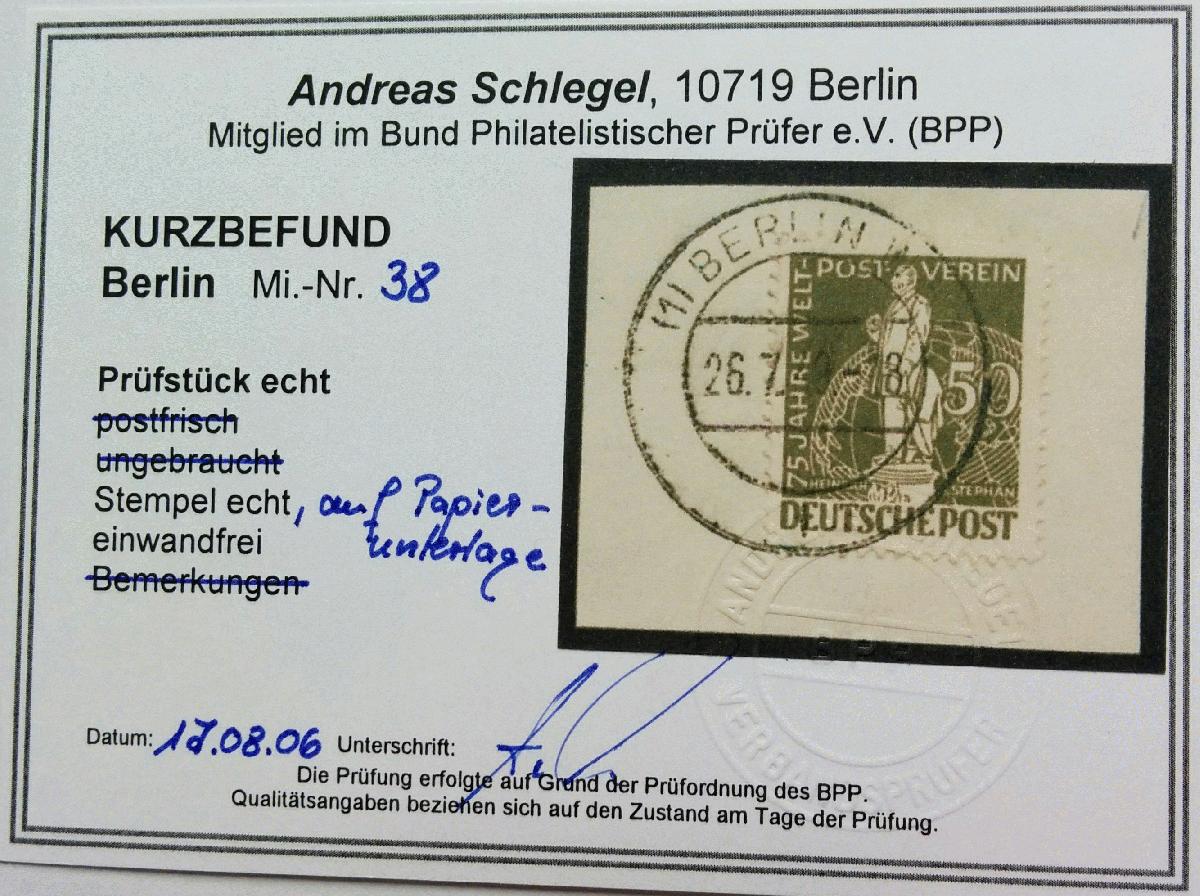 Andreas Schlegel, 10719 Berlin
Mitglied im Bund Philatelistischer Prüfer e.V. (BPP)
KURZBEFUND
Berlin Mi.-Nr. 38
Prüfstück echt
postfrisch
ungebraucht
Stempel echt, auf Papier-
unterlage
einwandfrei
Bemerkungen
(1) BERLIN W
26.7. -8
75 JAHRE WELT-
POST-VEREIN
50
STEPHAN
DEUTSCHE POST
BPP
Datum: 17.08.06 Unterschrift:
Die Prüfung erfolgte auf Grund der Prüfordnung des BPP.
Qualitätsangaben beziehen sich auf den Zustand am Tage der Prüfung.